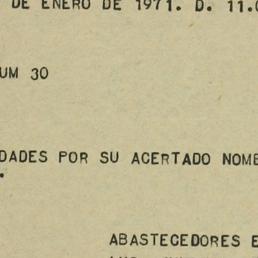 DE ENERO DE 1971. D. 11.
UM 30
DADES POR SU ACERTADO NOMB
.
ABASTECEDORES E